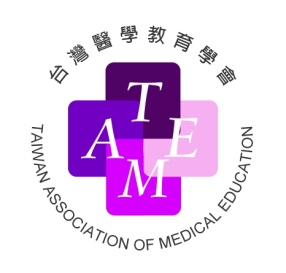 台灣醫學教育學會
T
A E
M
TAIWAN ASSOCIATION OF MEDICAL EDUCATION